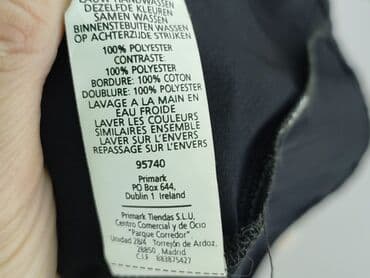 LAUW HANDWASSEN
DEZELFDE KLEUREN
SAMEN WASSEN
BINNENSTEBUITEN WASSEN
OP ACHTERZIJDE STRIJKEN
100% POLYESTER
CONTRASTE:
100% POLYESTER
BORDURE: 100% COTON
DOUBLURE: 100% POLYESTER
LAVAGE A LA MAIN EN
EAU FROIDE
LAVER LES COULEURS
SIMILAIRES ENSEMBLE
LAVER SUR L'ENVERS
REPASSAGE SUR L'ENVERS
95740
Primark
PO Box 644,
Dublin 1 Ireland
Primark Tiendas S.L.U,
Centro Comercial y de Ocio
"Parque Corredor"
Unidad 28/4 Torrejón de Ardoz,
28850, Madrid